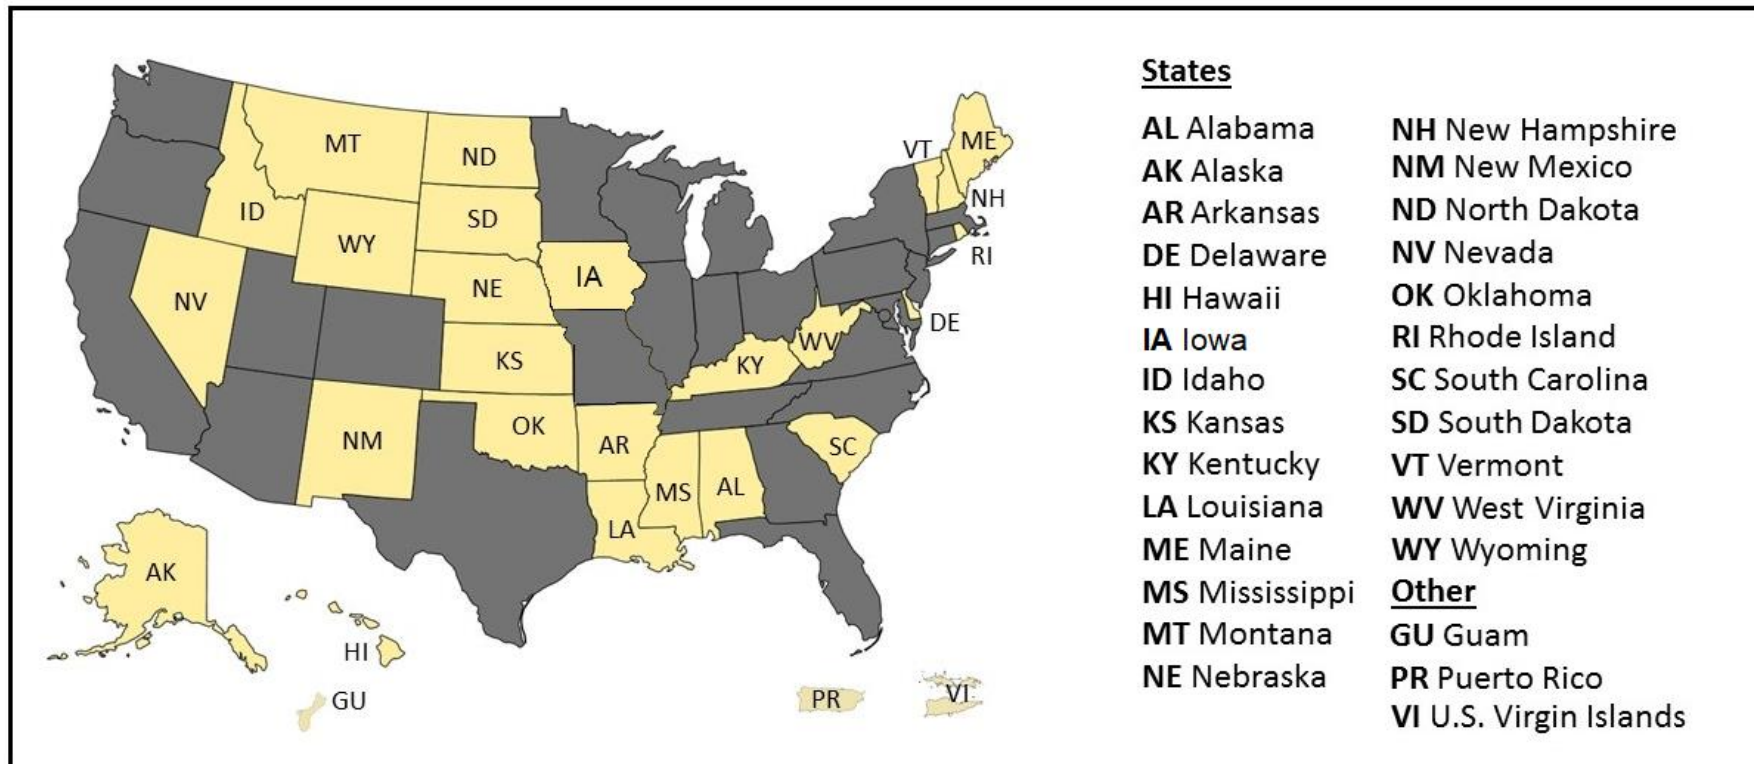 MT
ND
ID
SD
WY
NE
IA
NV
KS
KY
WV
OK
NM
AR
SC
MS
AL
LA
AK
HI
GU
PR
VI
VT
ME
NH
RI
DE
States
AL Alabama
AK Alaska
AR Arkansas
DE Delaware
HI Hawaii
IA Iowa
ID Idaho
KS Kansas
KY Kentucky
LA Louisiana
ME Maine
MS Mississippi
MT Montana
NE Nebraska
NH New Hampshire
NM New Mexico
ND North Dakota
NV Nevada
OK Oklahoma
RI Rhode Island
SC South Carolina
SD South Dakota
VT Vermont
WV West Virginia
WY Wyoming
Other
GU Guam
PR Puerto Rico
VI U.S. Virgin Islands